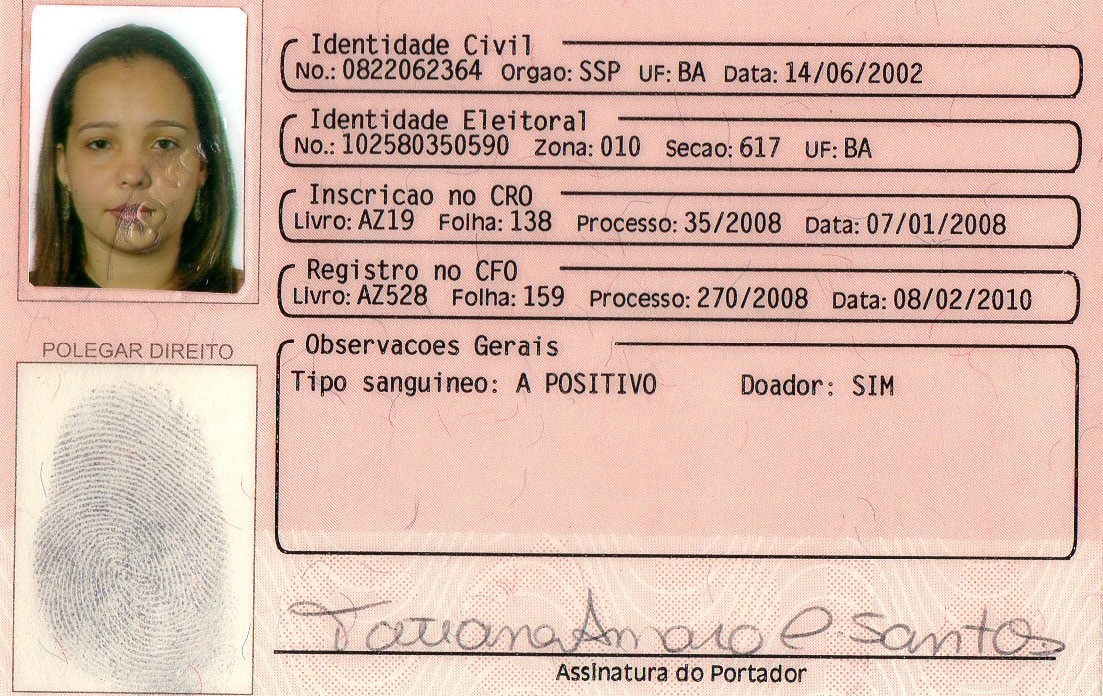 Identidade Civil
No.: 0822062364 Orgao: SSP UF: BA Data: 14/06/2002
Identidade Eleitoral
No.: 102580350590 Zona: 010 Secao: 617 UF: BA
Inscricao no CRO
Livro: AZ19 Folha: 138 Processo: 35/2008 Data: 07/01/2008
Registro no CFO
Livro: AZ528 Folha: 159 Processo: 270/2008 Data: 08/02/2010
POLEGAR DIREITO
Observacoes Gerais
Tipo sanguineo: A POSITIVO Doador: SIM
Santos
Assinatura do Portador